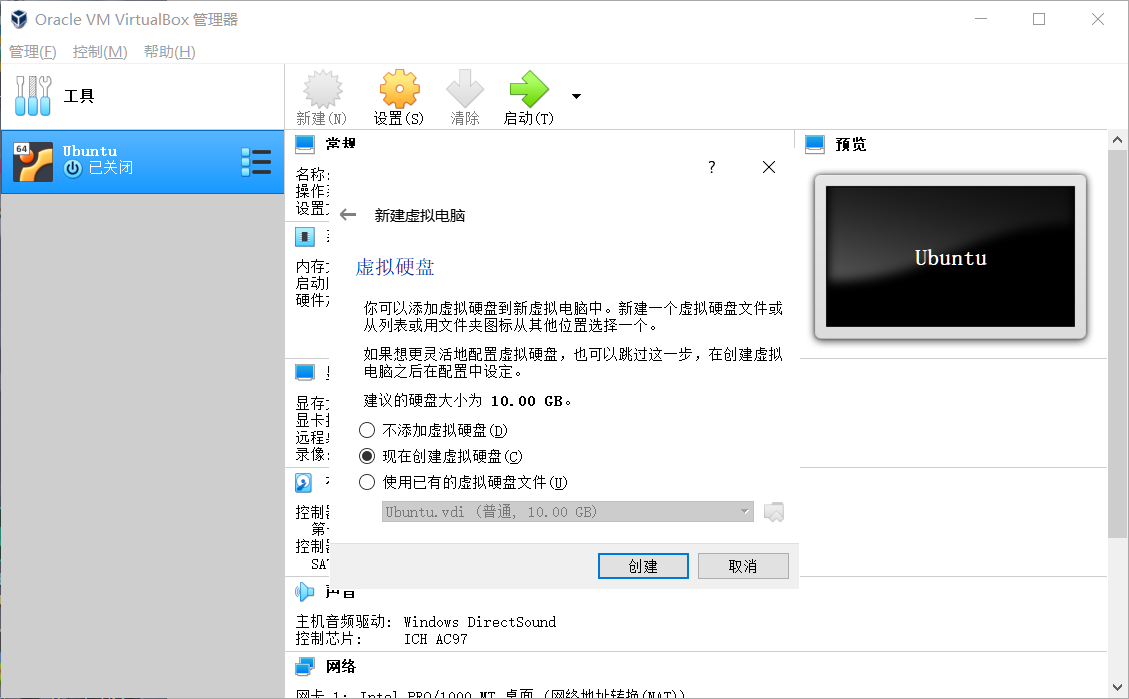 Oracle VM VirtualBox 管理器
管理(F) 控制(M) 帮助(H)
工具
新建(N) 设置(S) 清除 启动(T)
64
Ubuntu
已关闭
常规
名称:
操作
设置
内存
启动
硬件
显存
显卡
远程
录像:
控制
第
控制
SA
声音
主机音频驱动: Windows DirectSound
控制芯片: ICH AC97
网络
网卡 1: Intel PRO/1000 MT 桌面 (网络地址转换(NAT))
预览
Ubuntu
?
新建虚拟电脑
虚拟硬盘
你可以添加虚拟硬盘到新虚拟电脑中。新建一个虚拟硬盘文件或
从列表或用文件夹图标从其他位置选择一个。
如果想更灵活地配置虚拟硬盘，也可以跳过这一步，在创建虚拟
电脑之后在配置中设定。
建议的硬盘大小为 10.00 GB。
不添加虚拟硬盘(D)
现在创建虚拟硬盘(C)
使用已有的虚拟硬盘文件(U)
Ubuntu.vdi (普通, 10.00 GB)
创建 取消